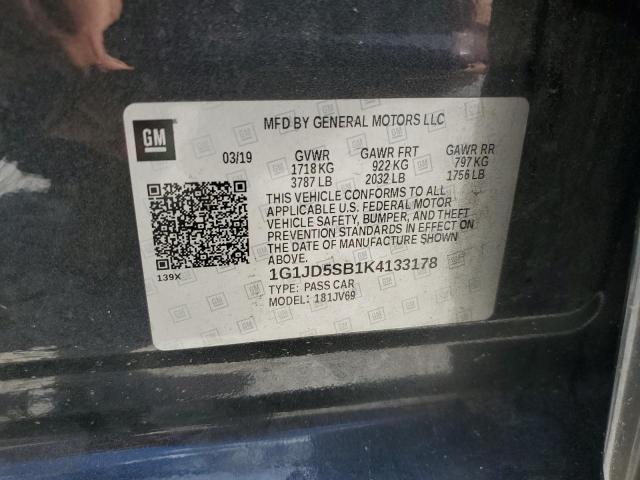 MFD BY GENERAL MOTORS LLC
GM
03/19 GVWR GAWR FRT GAWR RR
1718 KG 922 KG 797 KG
3787 LB 2032 LB 1756 LB
THIS VEHICLE CONFORMS TO ALL
APPLICABLE U.S. FEDERAL MOTOR
VEHICLE SAFETY, BUMPER, AND THEFT
PREVENTION STANDARDS IN EFFECT ON
THE DATE OF MANUFACTURE SHOWN
ABOVE.
139X
1G1JD5SB1K4133178
TYPE: PASS CAR
MODEL: 181JV69